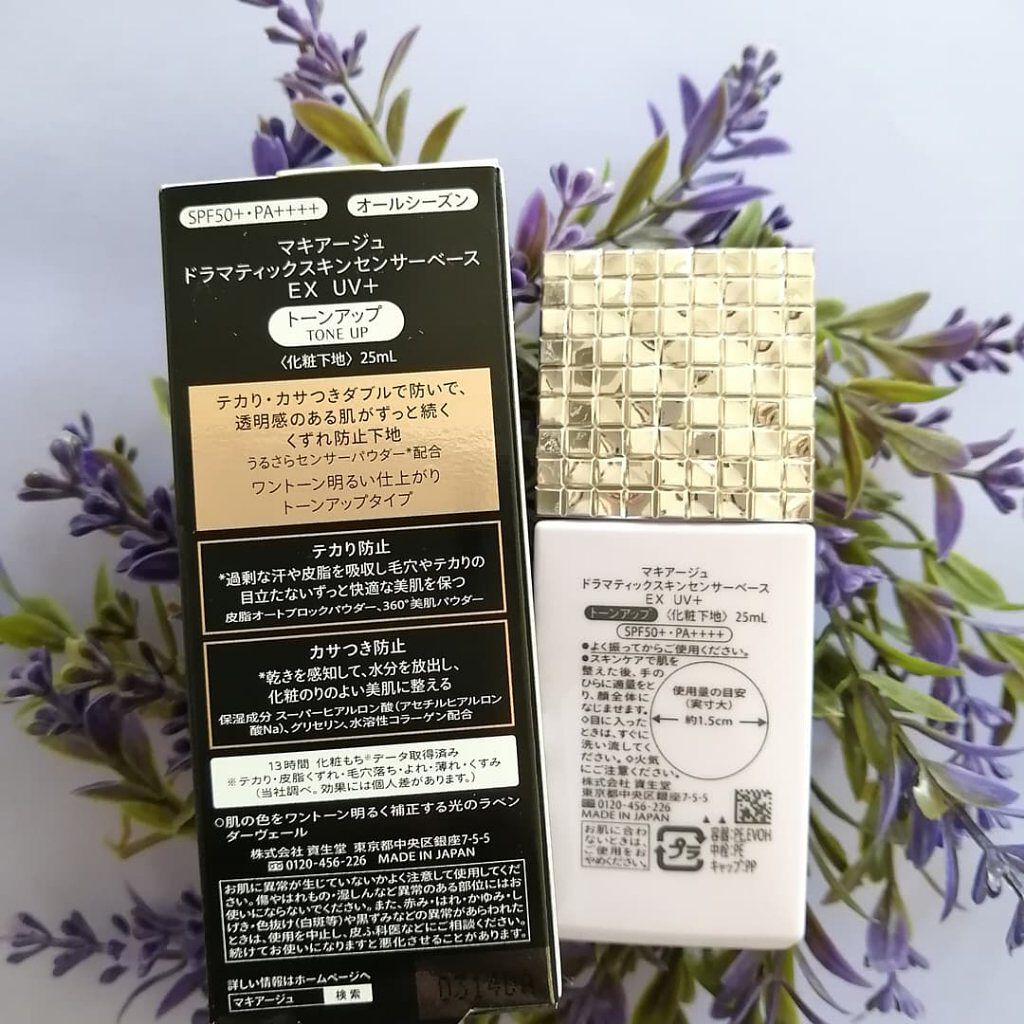 SPF50+・PA++++
オールシーズン
マキアージュ
ドラマティックスキンセンサーベース
EX UV+
トーンアップ
TONE UP
〈化粧下地〉25mL
テカり・カサつきダブルで防いで、
透明感のある肌がずっと続く
くずれ防止下地
うるさらセンサーパウダー*配合
ワントーン明るい仕上がり
トーンアップタイプ
テカり防止
*過剰な汗や皮脂を吸収し毛穴やテカリの
目立たないずっと快適な美肌を保つ
皮脂オートブロックパウダー、360°美肌パウダー
カサつき防止
*乾きを感知して、水分を放出し、
化粧のりのよい美肌に整える
保湿成分 スーパーヒアルロン酸(アセチルヒアルロン
酸Na)、グリセリン、水溶性コラーゲン配合
13時間 化粧もち※データ取得済み
※テカり・皮脂くずれ・毛穴落ち・よれ・薄れ・くすみ
(当社調べ。効果には個人差があります。)
○肌の色をワントーン明るく補正する光のラベン
ダーヴェール
株式会社 資生堂 東京都中央区銀座7-5-5
0120-456-226 MADE IN JAPAN
お肌に異常が生じていないかよく注意して使用してくだ
さい。傷やはれもの・湿しんなど異常のある部位にはお
使いにならないでください。また、赤み・はれ・かゆみ・し
げき・色抜け(白斑等)や黒ずみなどの異常があらわれた
ときは、使用を中止し、皮ふ科医などにご相談ください。
続けてお使いになりますと悪化させることがあります。
詳しい情報はホームページへ
マキアージュ 検索
マキアージュ
ドラマティックスキンセンサーベース
EX UV+
トーンアップ 〈化粧下地〉25mL
SPF50+・PA++++
●よく振ってからご使用ください。
●スキンケアで肌を
整えた後、手の
ひらに適量をと
り、顔全体に
なじませます。
◇目に入った
ときは、すぐに
洗い流してく
ださい。◇火気
にご注意ください。
使用量の目安
(実寸大)
約1.5cm
株式会社 資生堂
東京都中央区銀座7-5-5
0120-456-226
MADE IN JAPAN
お肌に合わ
ないときは、
ご使用をお
やめください。
プラ
容器:PE,EVOH
中栓:PE
キャップ:PP